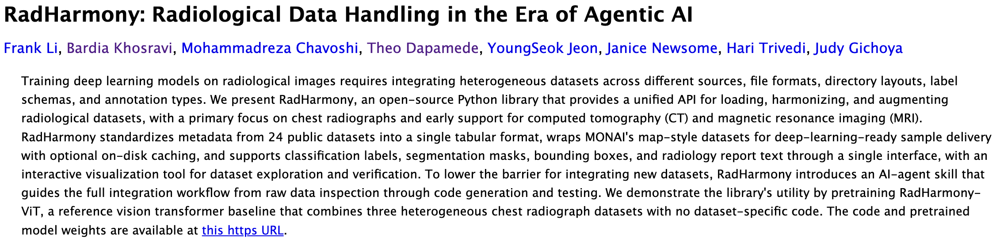 RadHarmony: Radiological Data Handling in the Era of Agentic AI
Frank Li, Bardia Khosravi, Mohammadreza Chavoshi, Theo Dapamede, YoungSeok Jeon, Janice Newsome, Hari Trivedi, Judy Gichoya
Training deep learning models on radiological images requires integrating heterogeneous datasets across different sources, file formats, directory layouts, label
schemas, and annotation types. We present RadHarmony, an open-source Python library that provides a unified API for loading, harmonizing, and augmenting
radiological datasets, with a primary focus on chest radiographs and early support for computed tomography (CT) and magnetic resonance imaging (MRI).
RadHarmony standardizes metadata from 24 public datasets into a single tabular format, wraps MONAI's map-style datasets for deep-learning-ready sample delivery
with optional on-disk caching, and supports classification labels, segmentation masks, bounding boxes, and radiology report text through a single interface, with an
interactive visualization tool for dataset exploration and verification. To lower the barrier for integrating new datasets, RadHarmony introduces an AI-agent skill that
guides the full integration workflow from raw data inspection through code generation and testing. We demonstrate the library's utility by pretraining RadHarmony-
ViT, a reference vision transformer baseline that combines three heterogeneous chest radiograph datasets with no dataset-specific code. The code and pretrained
model weights are available at this https URL.